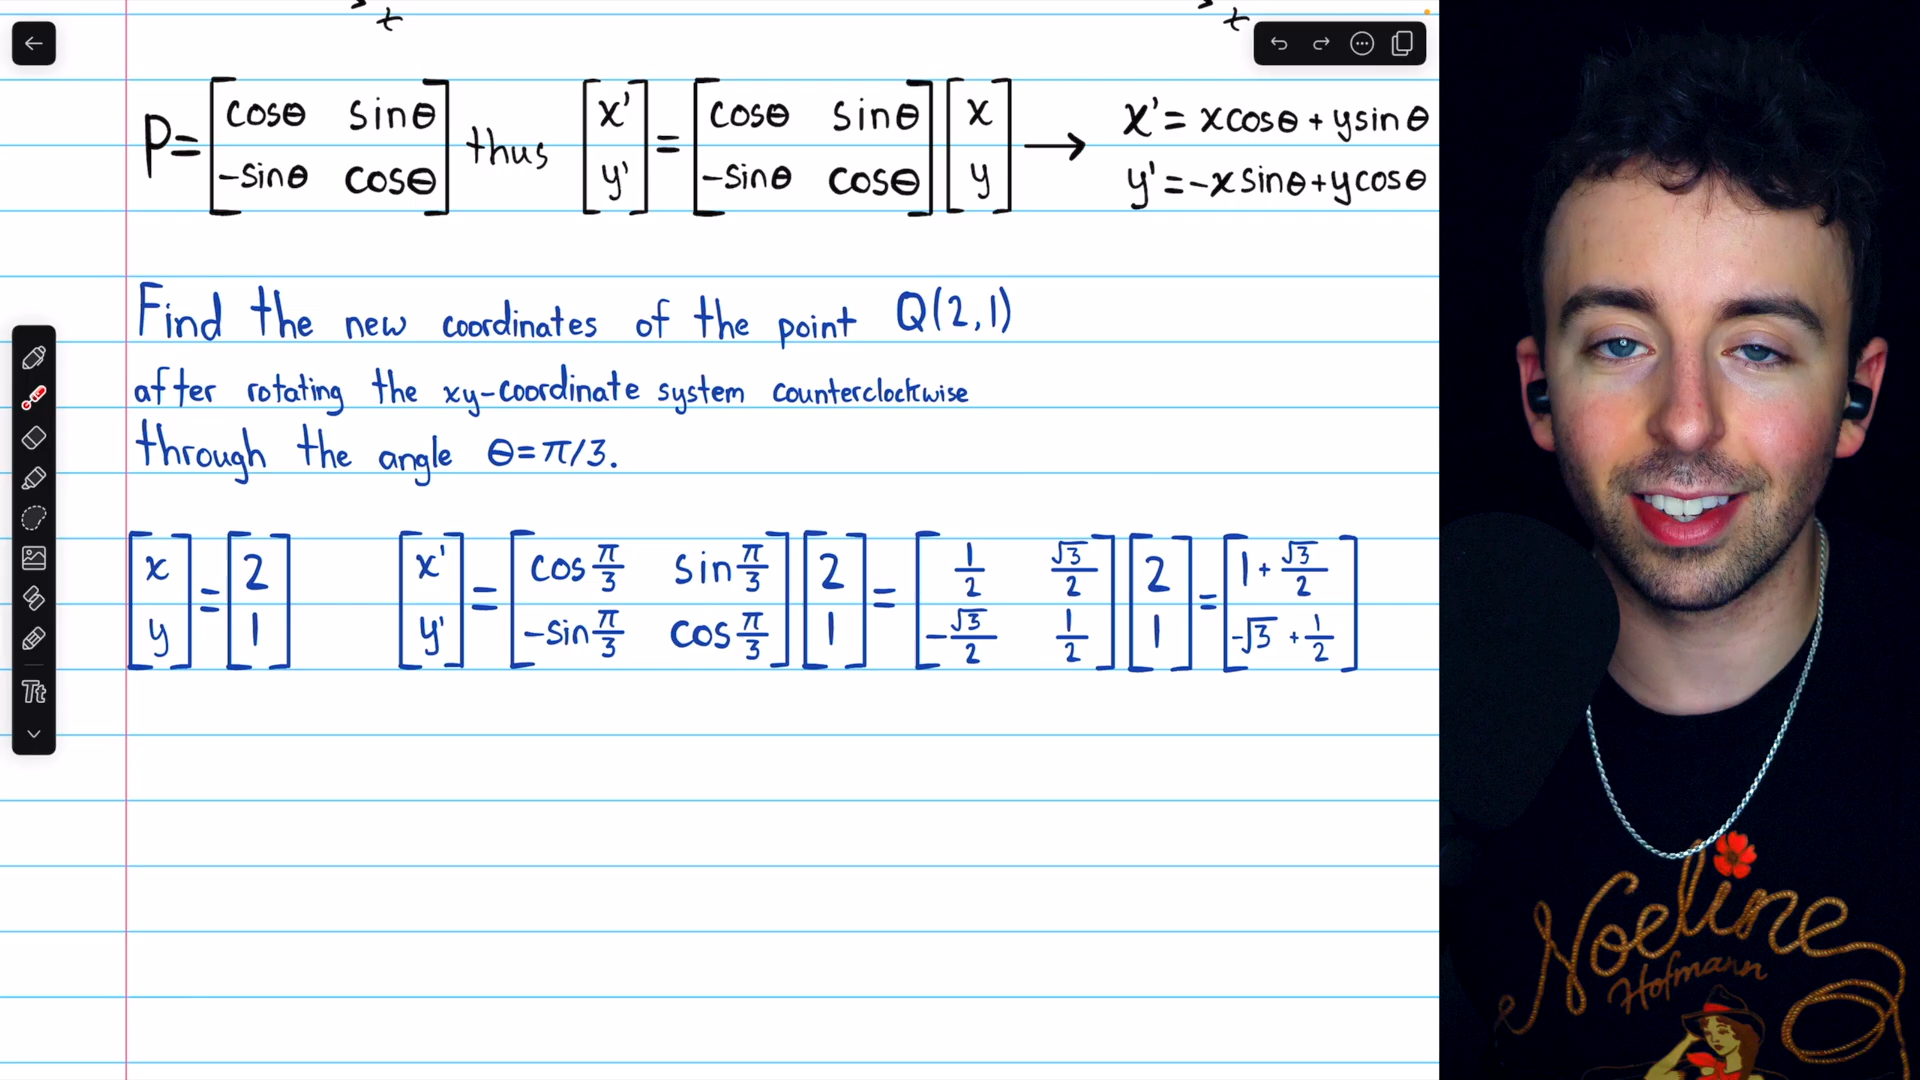 t t
P = [cosθ sinθ; -sinθ cosθ] thus [x'; y'] = [cosθ sinθ; -sinθ cosθ] [x; y] → x' = xcosθ + ysinθ
y' = -xsinθ + ycosθ
Find the new coordinates of the point Q(2,1)
after rotating the xy-coordinate system counterclockwise
through the angle θ=π/3.
[x; y] = [2; 1] [x'; y'] = [cos π/3 sin π/3; -sin π/3 cos π/3] [2; 1] = [1/2 √3/2; -√3/2 1/2] [2; 1] = [1 + √3/2; -√3 + 1/2]
Tt
Noeline
Hofmann